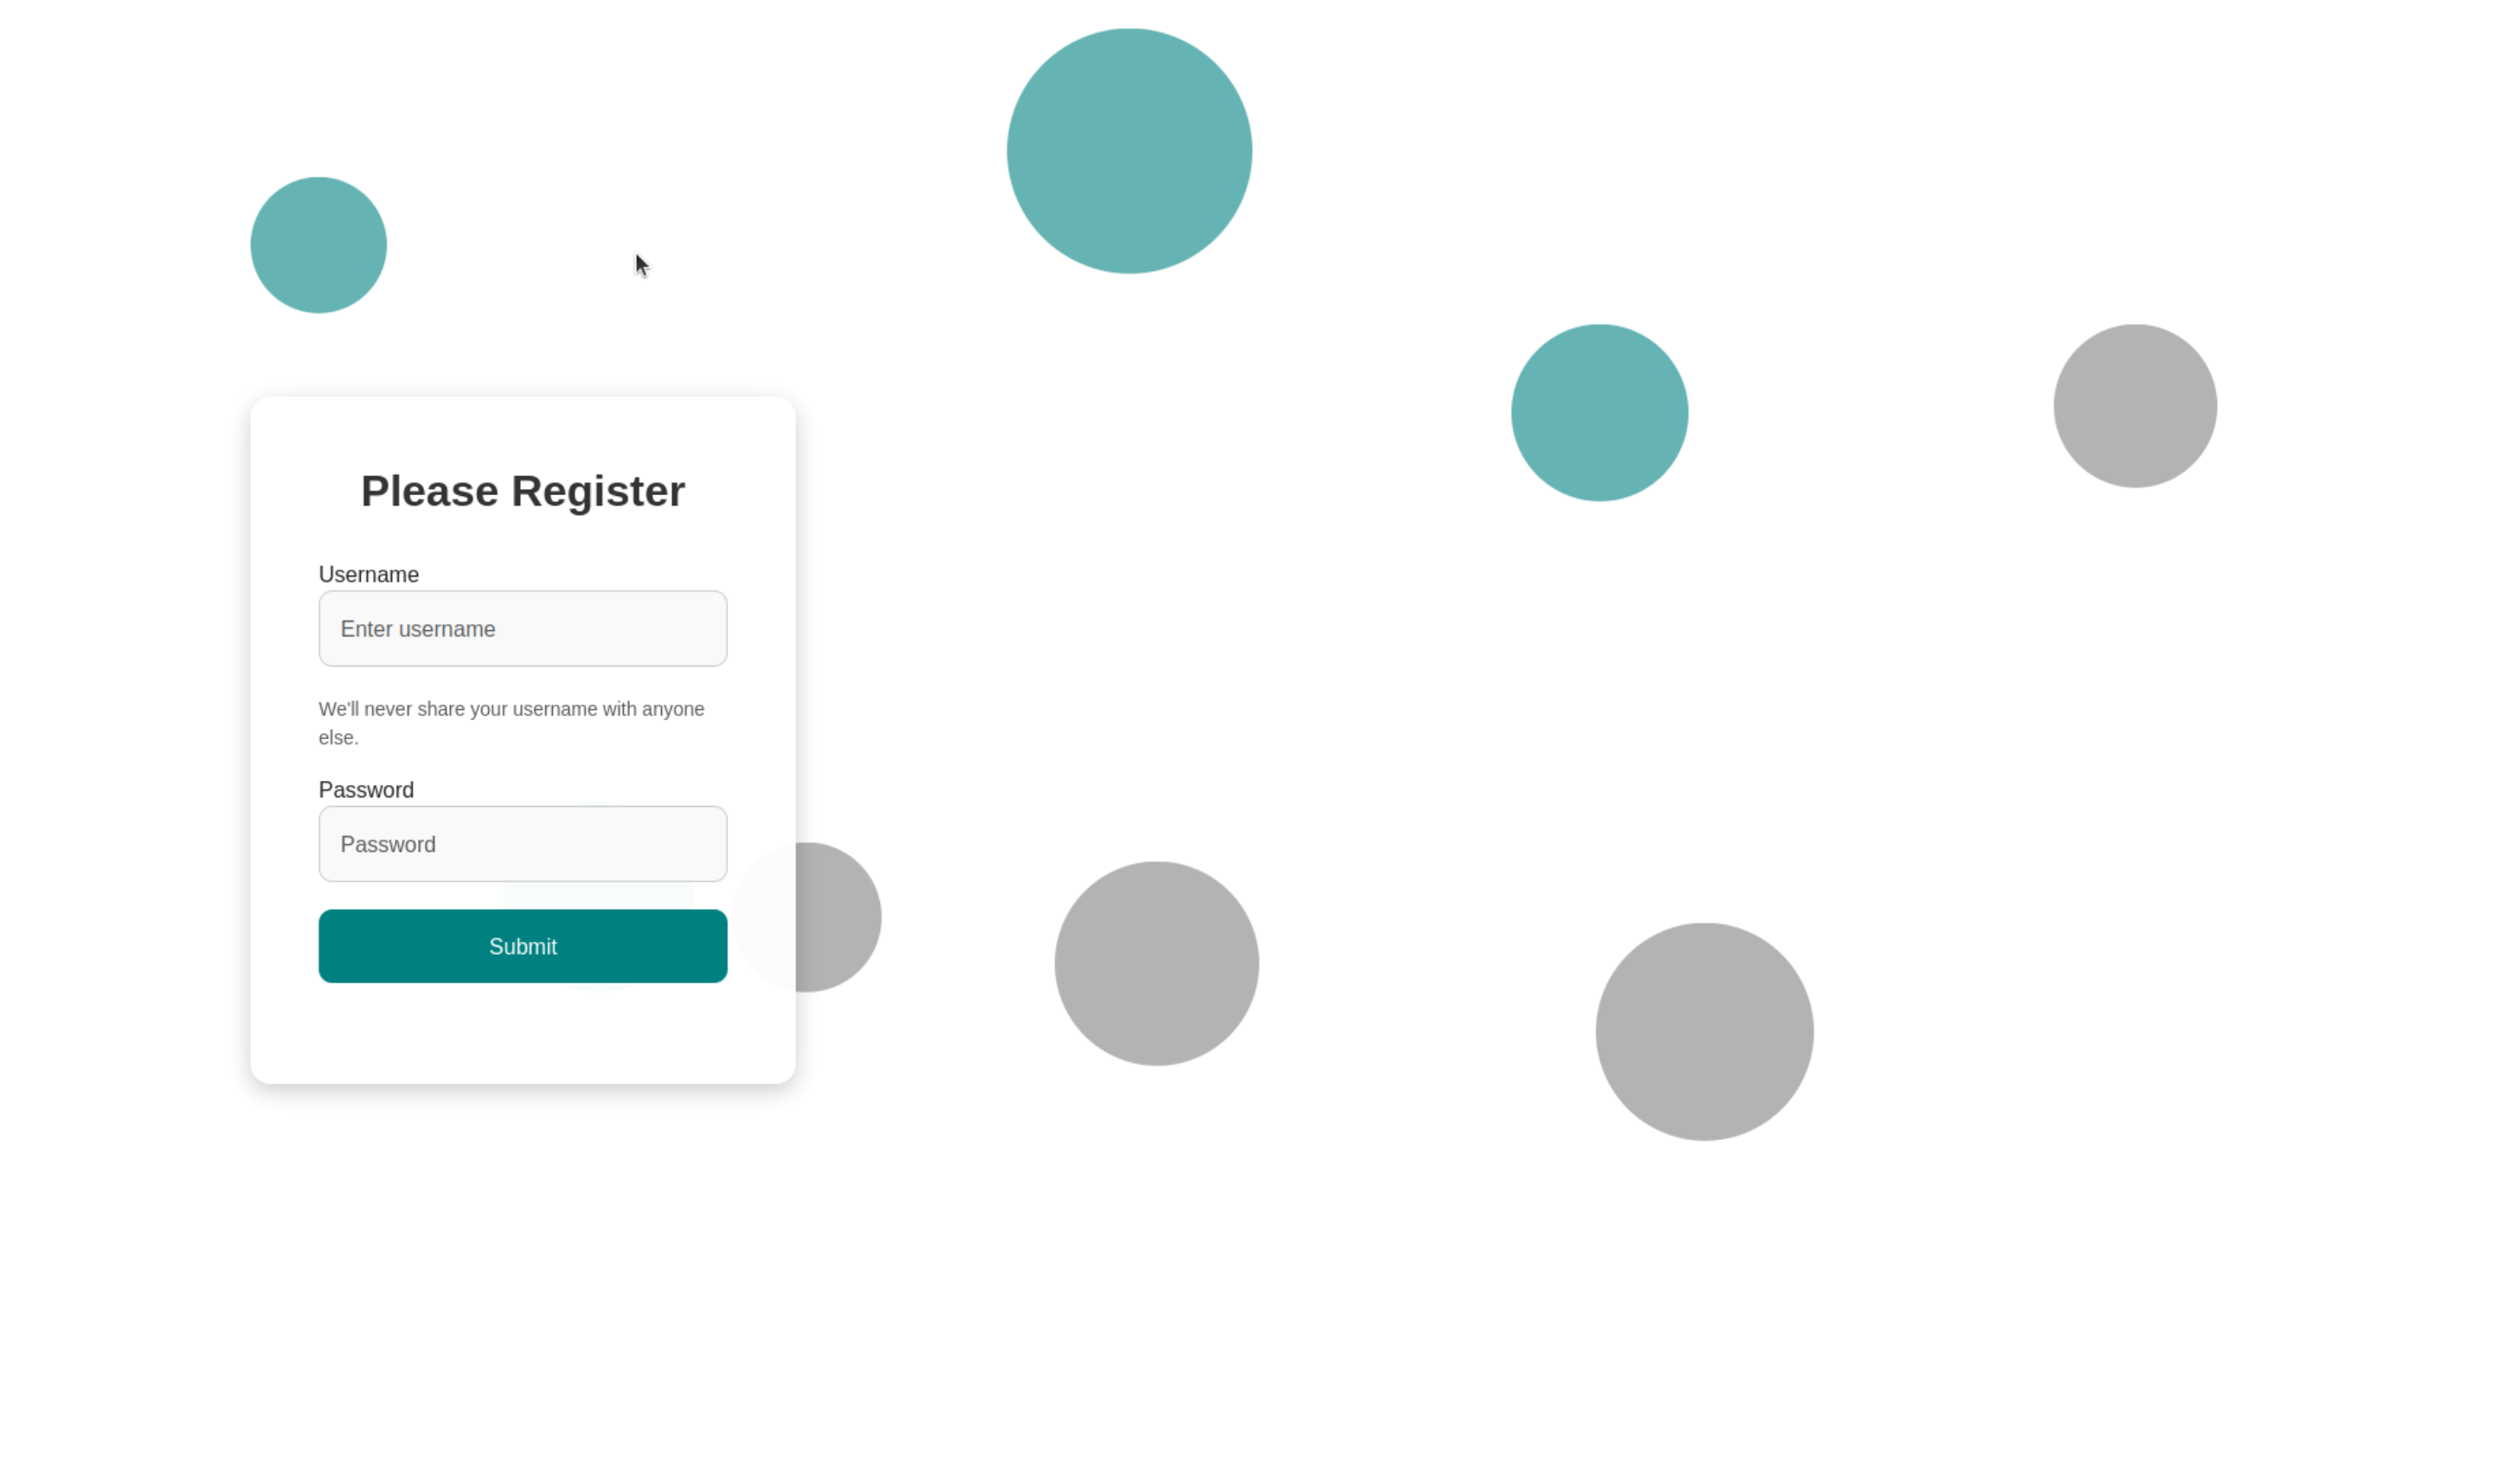 Please Register
Username
Enter username
We'll never share your username with anyone
else.
Password
Password
Submit